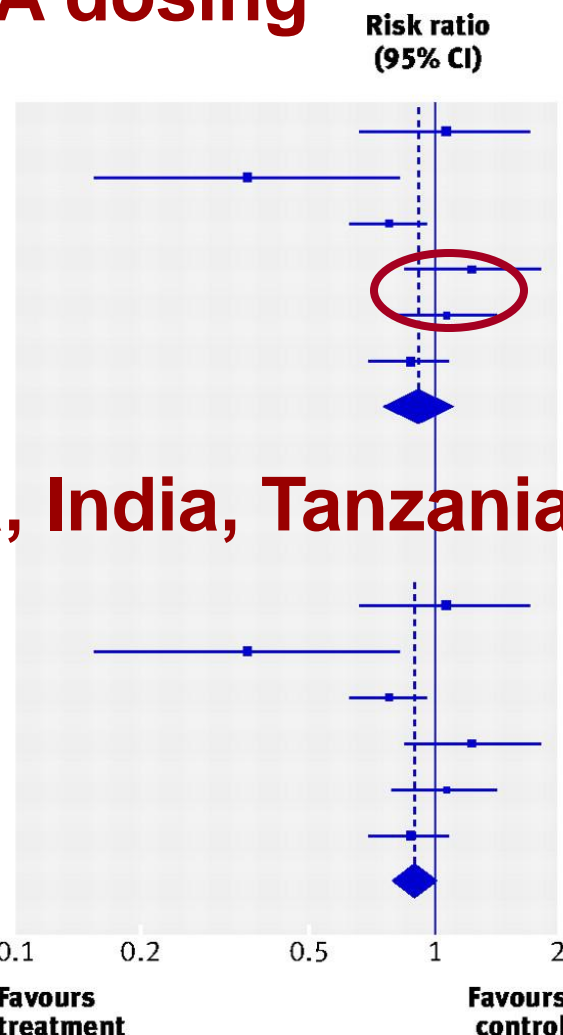 A dosing
Risk ratio
(95% CI)
, India, Tanzania
0.1 0.2 0.5 1 2
Favours Favours
treatment control